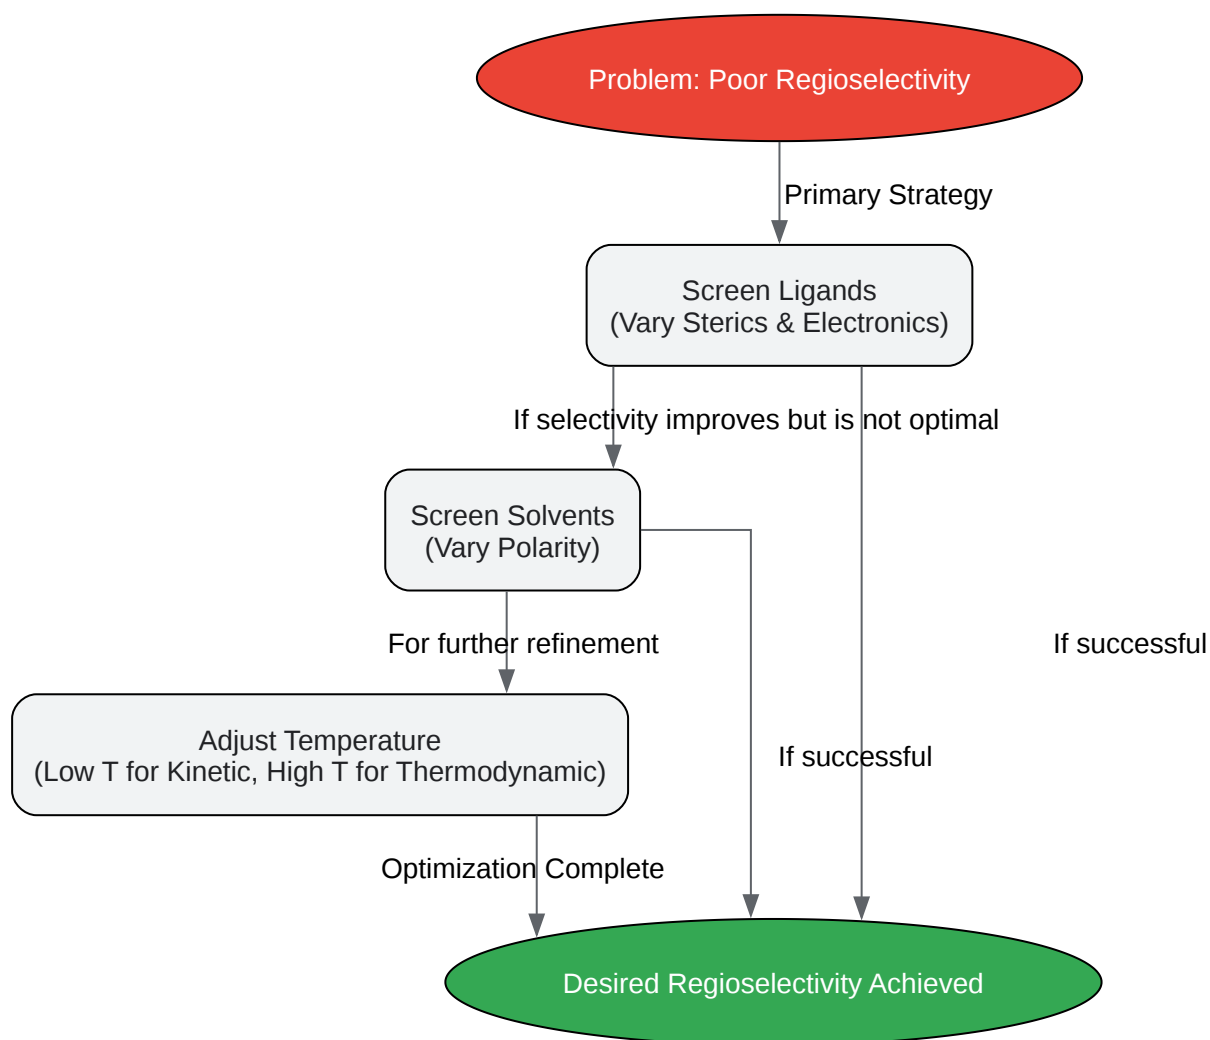 Problem: Poor Regioselectivity
Primary Strategy
Screen Ligands
(Vary Sterics & Electronics)
If selectivity improves but is not optimal
Screen Solvents
(Vary Polarity)
For further refinement
If successful
Adjust Temperature
(Low T for Kinetic, High T for Thermodynamic)
If successful
Optimization Complete
Desired Regioselectivity Achieved